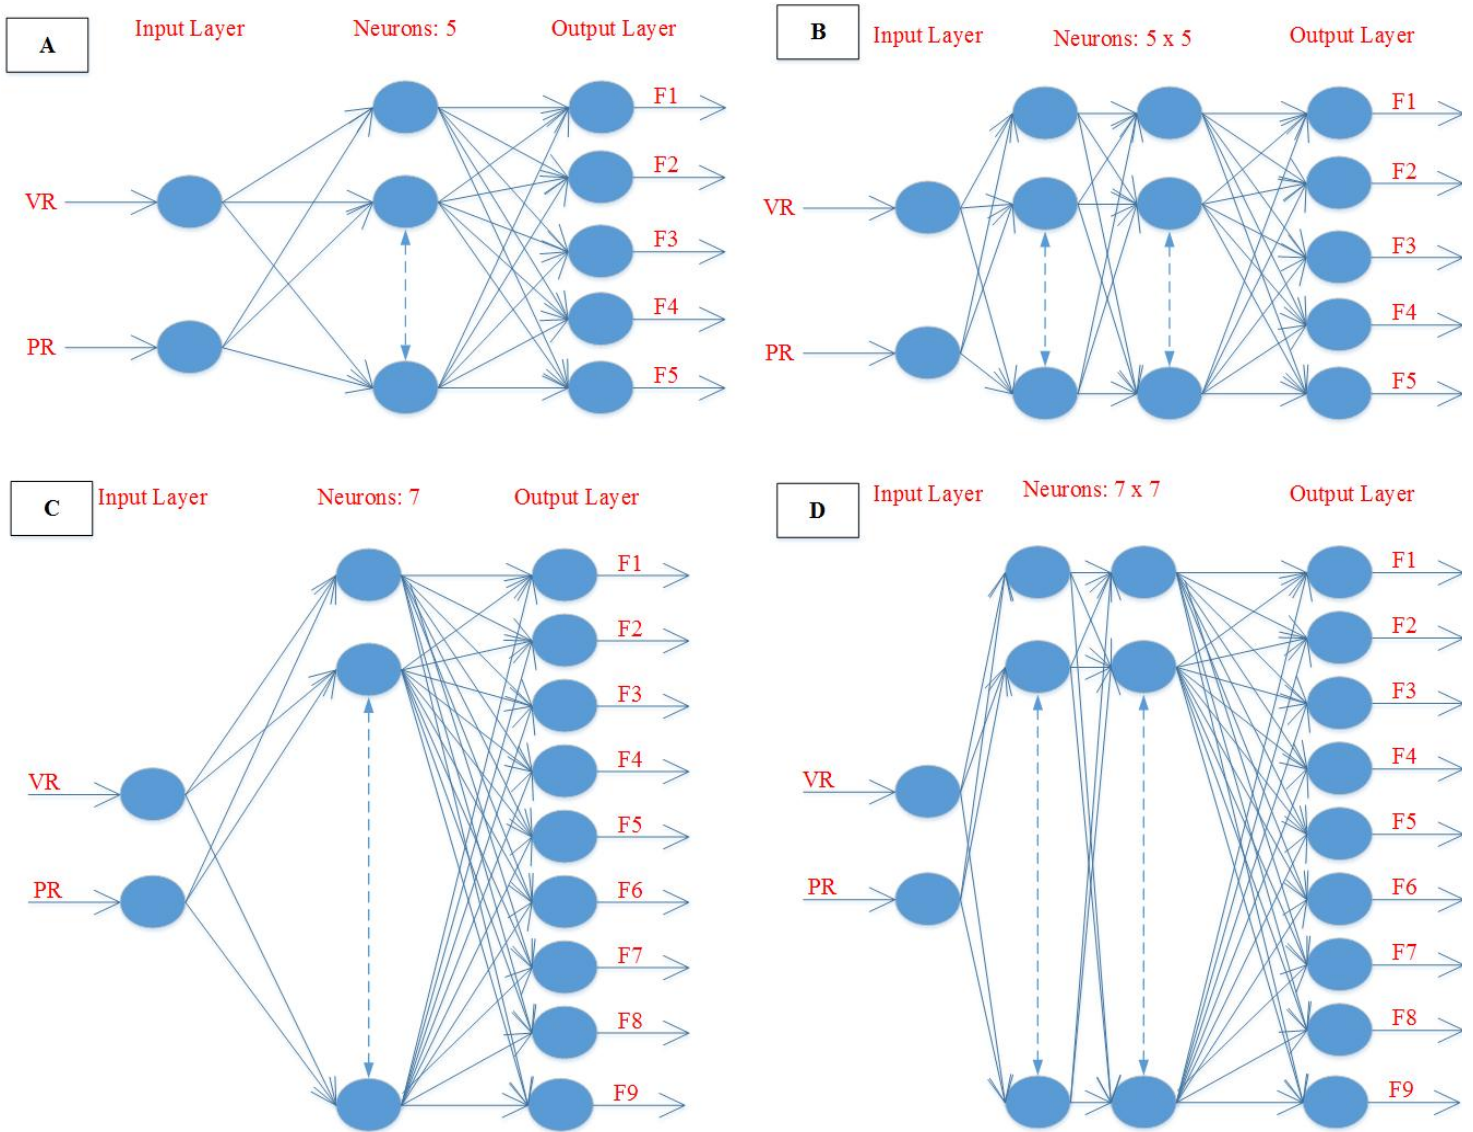 A
Input Layer
Neurons: 5
Output Layer
VR
PR
F1
F2
F3
F4
F5
B
Input Layer
Neurons: 5 x 5
Output Layer
VR
PR
F1
F2
F3
F4
F5
C
Input Layer
Neurons: 7
Output Layer
VR
PR
F1
F2
F3
F4
F5
F6
F7
F8
F9
D
Input Layer
Neurons: 7 x 7
Output Layer
VR
PR
F1
F2
F3
F4
F5
F6
F7
F8
F9